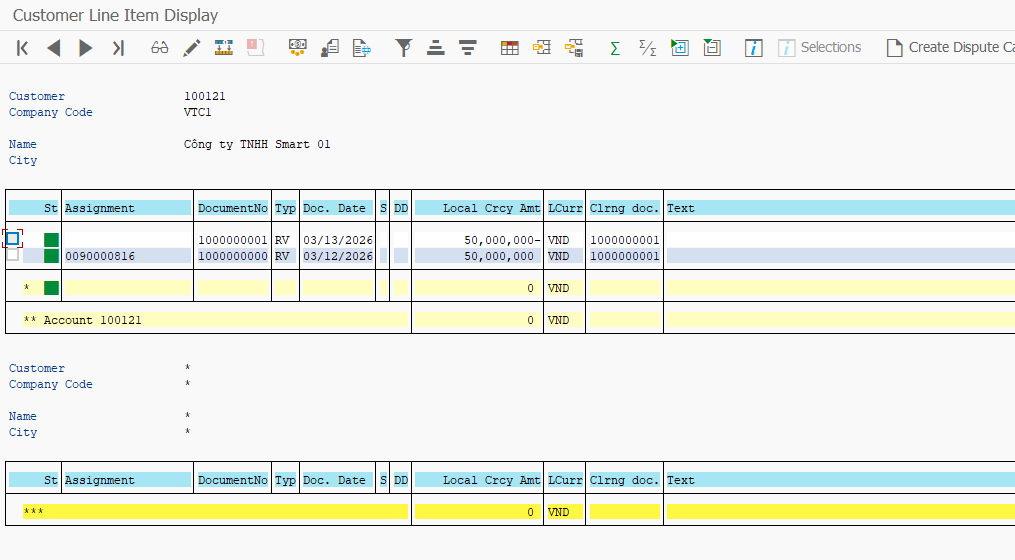 Customer Line Item Display
Selections Create Dispute Ca
Customer 100121
Company Code VTC1
Name Công ty TNHH Smart 01
City
St Assignment DocumentNo Typ Doc. Date S DD Local Crcy Amt LCurr Clrng doc. Text
1000000001 RV 03/13/2026 50,000,000- VND 1000000001
0090000816 1000000000 RV 03/12/2026 50,000,000 VND 1000000001
* 0 VND
** Account 100121 0 VND
Customer *
Company Code *
Name *
City *
St Assignment DocumentNo Typ Doc. Date S DD Local Crcy Amt LCurr Clrng doc. Text
*** 0 VND